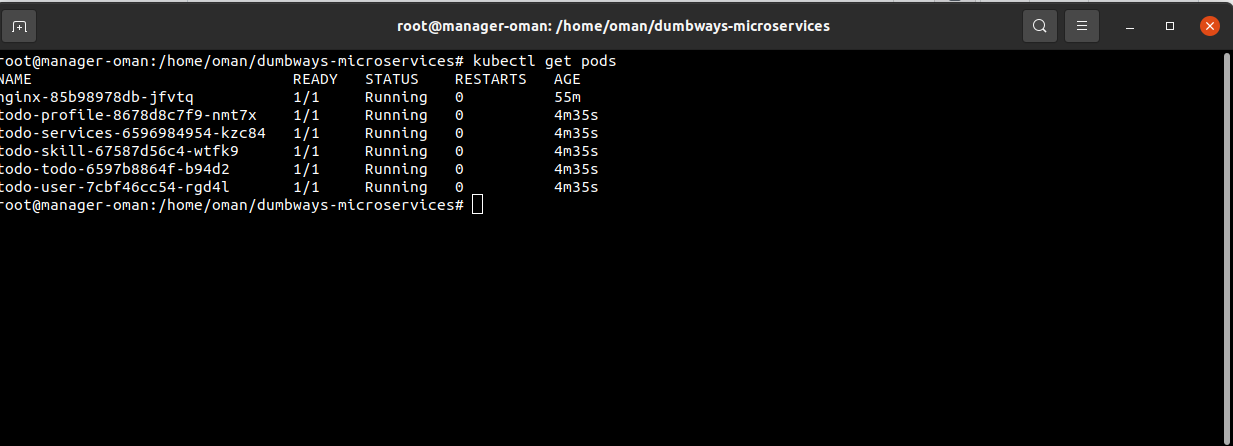 root@manager-oman: /home/oman/dumbways-microservices
root@manager-oman:/home/oman/dumbways-microservices# kubectl get pods
NAME                             READY   STATUS    RESTARTS   AGE
nginx-85b98978db-jfvtq           1/1     Running   0          55m
todo-profile-8678d8c7f9-nmt7x    1/1     Running   0          4m35s
todo-services-6596984954-kzc84   1/1     Running   0          4m35s
todo-skill-67587d56c4-wtfk9      1/1     Running   0          4m35s
todo-todo-6597b8864f-b94d2       1/1     Running   0          4m35s
todo-user-7cbf46cc54-rgd4l       1/1     Running   0          4m35s
root@manager-oman:/home/oman/dumbways-microservices#